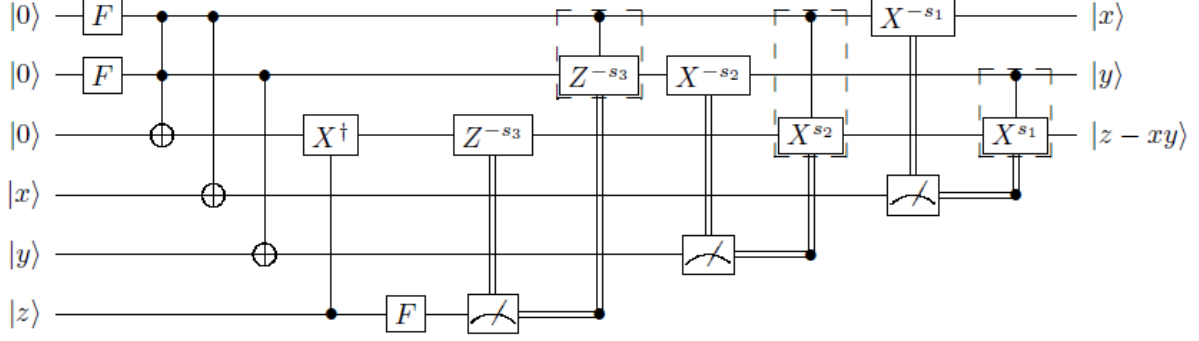 |0⟩ F X^{-s_1} |x⟩
|0⟩ F Z^{-s_3} X^{-s_2} |y⟩
|0⟩ X^† Z^{-s_3} X^{s_2} X^{s_1} |z − xy⟩
|x⟩
|y⟩
|z⟩ F